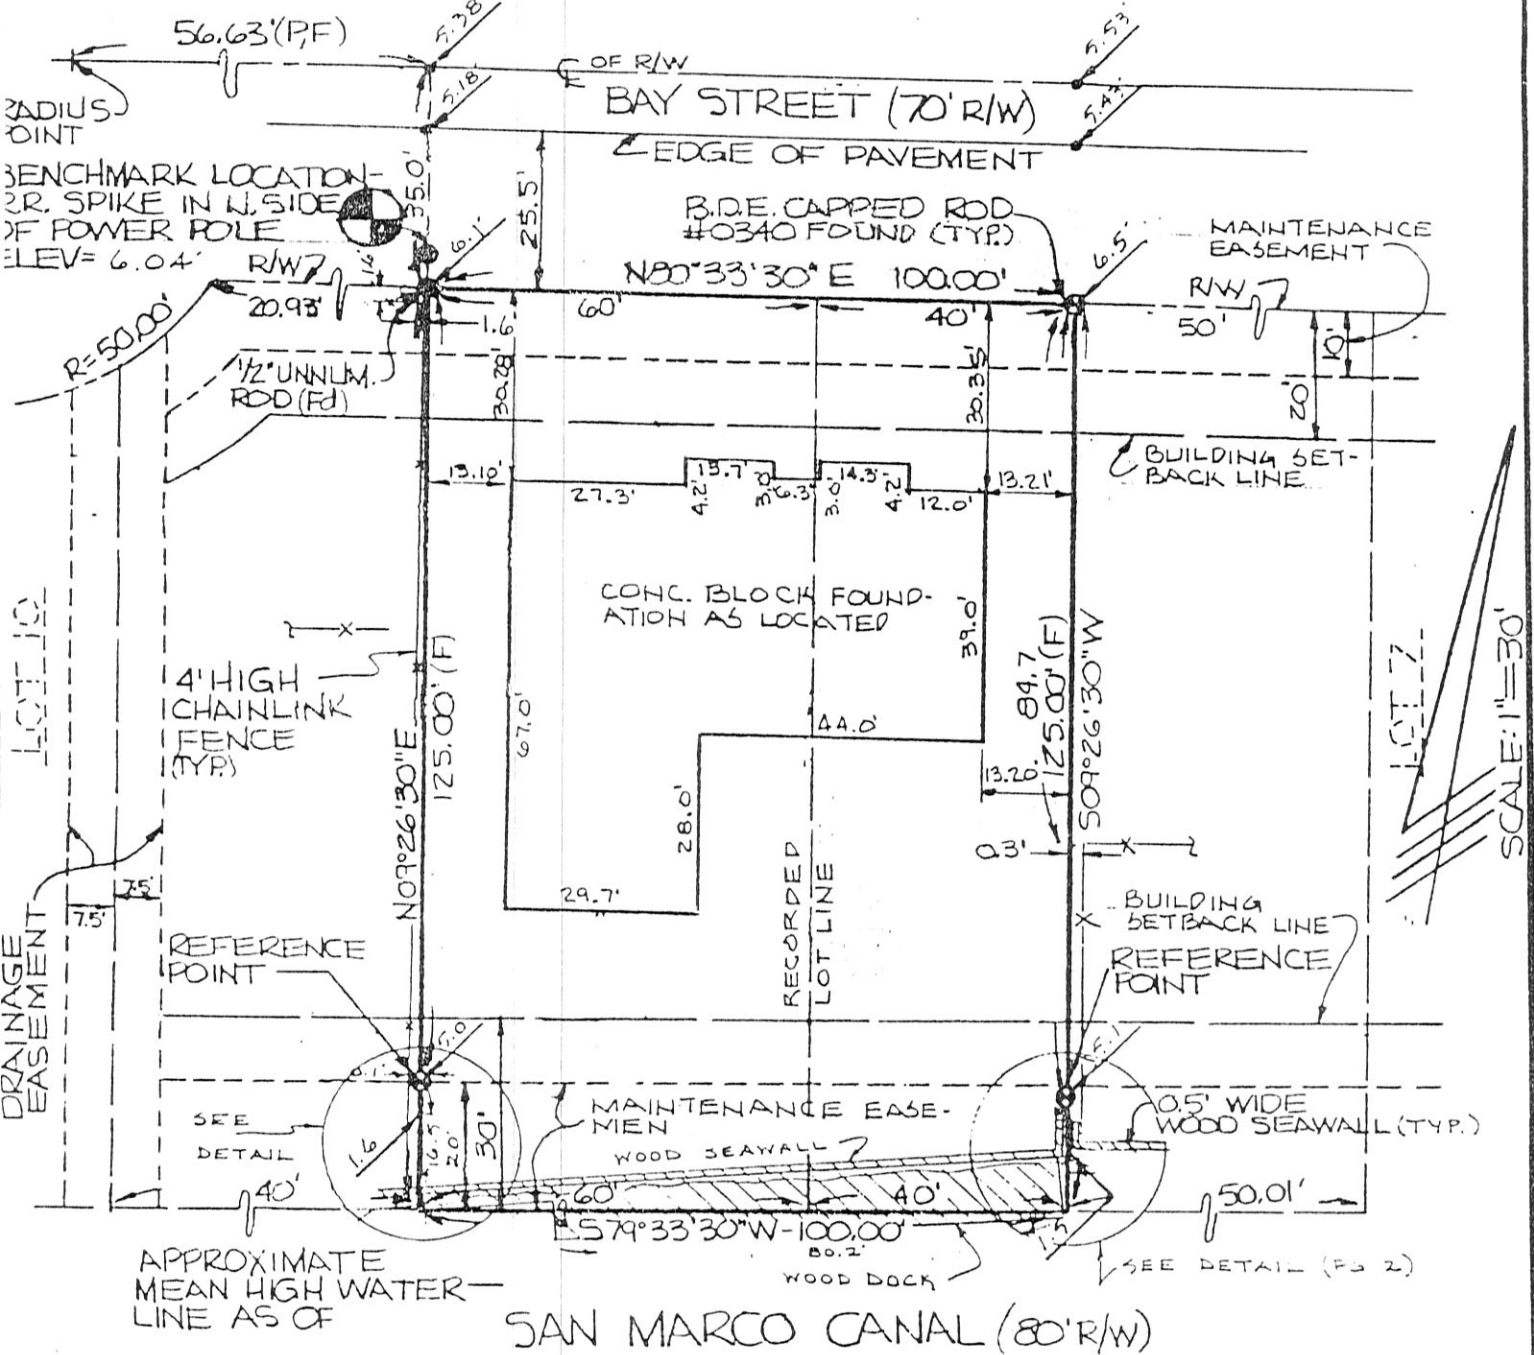 56.63'(P,F)
5.38
5.53'
5.18'
5.43'
℄ OF R/W
BAY STREET (70' R/W)
EDGE OF PAVEMENT
RADIUS
POINT
BENCHMARK LOCATION-
R.R. SPIKE IN N. SIDE
OF POWER POLE
ELEV= 6.04'
35.0'
25.5'
6.1'
B.D.E. CAPPED ROD
#0340 FOUND (TYP.)
6.5'
MAINTENANCE
EASEMENT
R/W
20.93'
N80°33'30" E 100.00'
60'
40'
R/W
50'
10'
20'
R=50.00'
1.6'
1/2" UNNUM.
ROD (Fd)
30.28'
30.35'
BUILDING SET-
BACK LINE
13.10'
27.3'
4.2'
13.7'
3.0'
6.3'
3.0'
14.3'
4.2'
12.0'
13.21'
CONC. BLOCK FOUND-
ATION AS LOCATED
39.0'
LOT 10
4' HIGH
CHAINLINK
FENCE
(TYP.)
N09°26'30"E
125.00' (F)
67.0'
44.0'
28.0'
29.7'
13.20'
84.7
125.00' (F)
S09°26'30"W
0.3'
LOT 7
SCALE: 1"=30'
7.5'
7.5'
DRAINAGE
EASEMENT
REFERENCE
POINT
RECORDED
LOT LINE
BUILDING
SETBACK LINE
REFERENCE
POINT
5.0
5.1
SEE
DETAIL
1.6
16.5'
20'
30'
MAINTENANCE EASE-
MEN
WOOD SEAWALL
0.5' WIDE
WOOD SEAWALL (TYP.)
40'
60'
40'
50.01'
S79°33'30"W-100.00'
80.2'
1.5
WOOD DOCK
SEE DETAIL (FS 2)
APPROXIMATE
MEAN HIGH WATER
LINE AS OF
SAN MARCO CANAL (80' R/W)